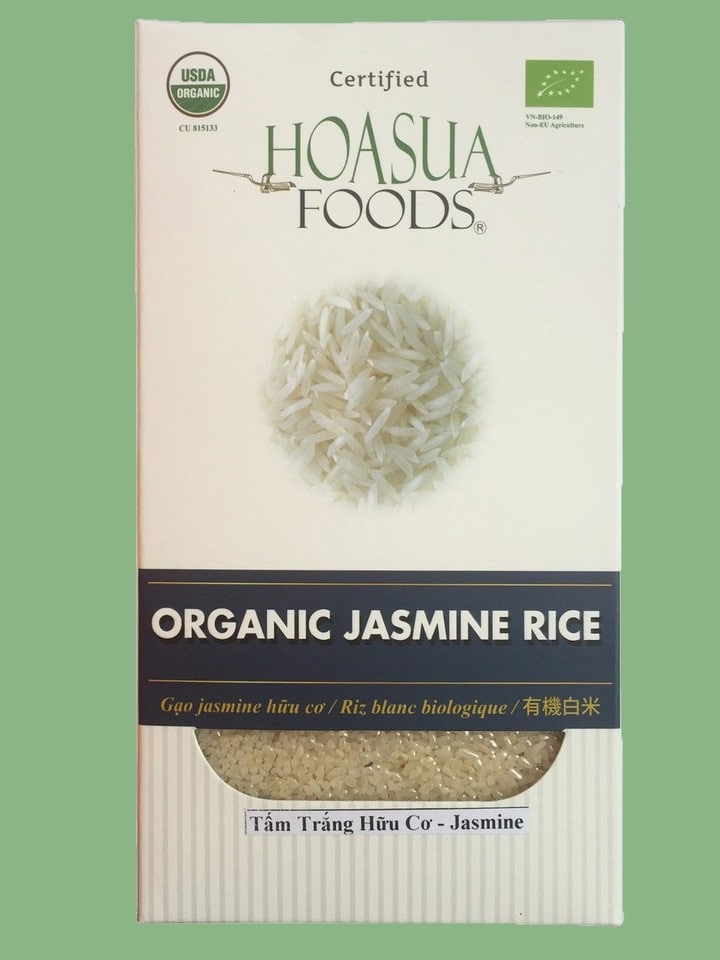 USDA
ORGANIC
CU 815133
Certified
VN-BIO-149
Non-EU Agriculture
HOASUA
FOODS®
ORGANIC JASMINE RICE
Gạo jasmine hữu cơ / Riz blanc biologique / 有機白米
Tấm Trắng Hữu Cơ - Jasmine